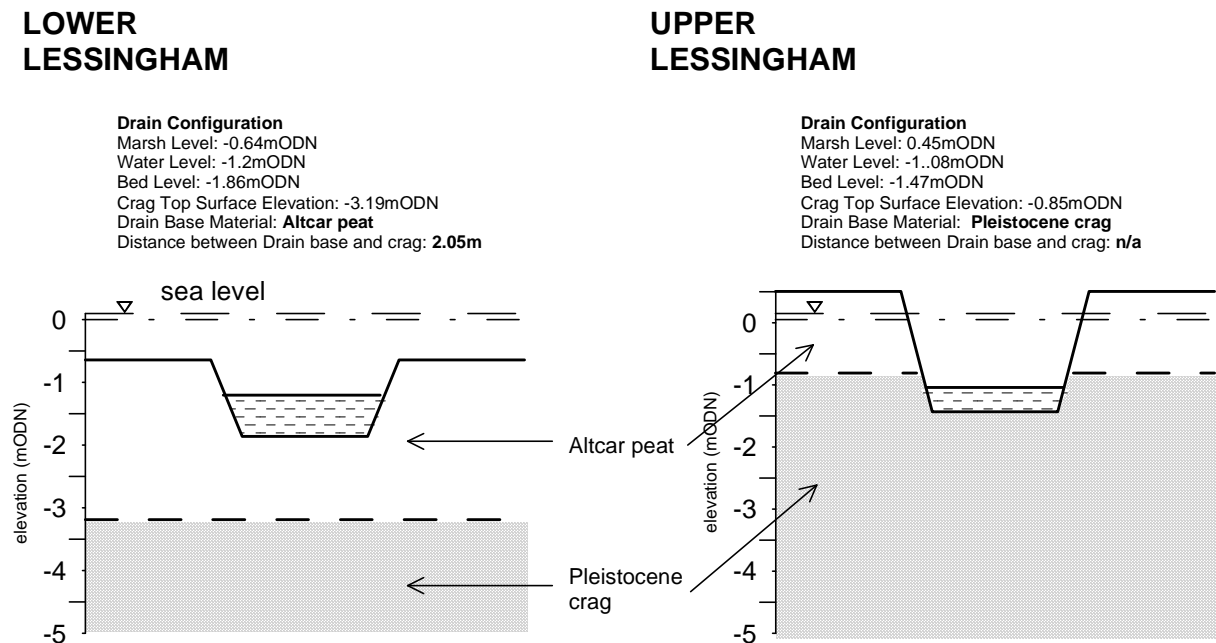 LOWER
LESSINGHAM
Drain Configuration
Marsh Level: -0.64mODN
Water Level: -1.2mODN
Bed Level: -1.86mODN
Crag Top Surface Elevation: -3.19mODN
Drain Base Material: Altcar peat
Distance between Drain base and crag: 2.05m
sea level
0
-1
-2
-3
-4
-5
elevation (mODN)
UPPER
LESSINGHAM
Drain Configuration
Marsh Level: 0.45mODN
Water Level: -1..08mODN
Bed Level: -1.47mODN
Crag Top Surface Elevation: -0.85mODN
Drain Base Material: Pleistocene crag
Distance between Drain base and crag: n/a
0
-1
-2
-3
-4
-5
elevation (mODN)
Altcar peat
Pleistocene
crag